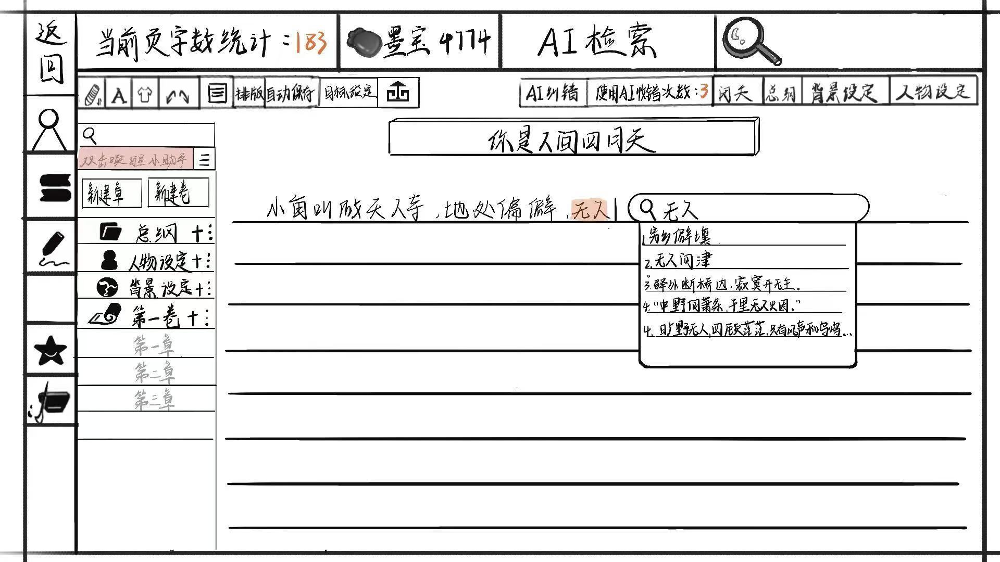 返回
当前页字数统计：183
墨宝 4774
AI 检索
A
排版
自动保存
目标设定
AI纠错
使用AI纠错次数：3
闭关
总纲
背景设定
人物设定
你是人间四月天
双击唤醒小助手
新建章
新建卷
总纲
人物设定
背景设定
第一卷
第一章
第二章
第三章
小庙叫做天人寺，地处偏僻，无人
无人
1.穷乡僻壤.
2.无人问津
3."驿外断桥边，寂寞开无主.
4."中野何萧条，千里无人烟."
4. 旷野无人，四顾茫茫，只有风声和鸟鸣...